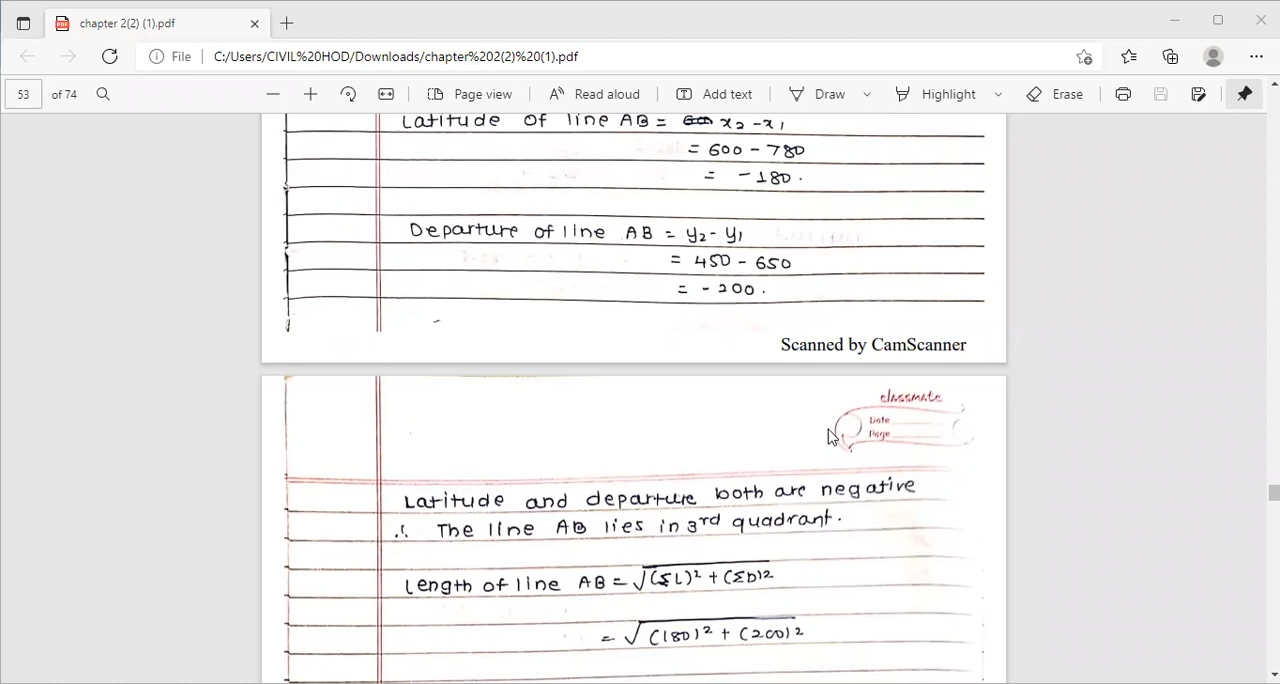 chapter 2(2) (1).pdf
File C:/Users/CIVIL%20HOD/Downloads/chapter%202(2)%20(1).pdf
53 of 74 Page view Read aloud Add text Draw Highlight Erase
Latitude of line AB = x2 - x1
= 600 - 780
= -180.
Departure of line AB = y2 - y1
= 450 - 650
= -200.
Scanned by CamScanner
classmate
Date
Page
Latitude and departure both are negative
∴ The line AB lies in 3rd quadrant.
Length of line AB = √(ΣL)² + (ΣD)²
= √(180)² + (200)²